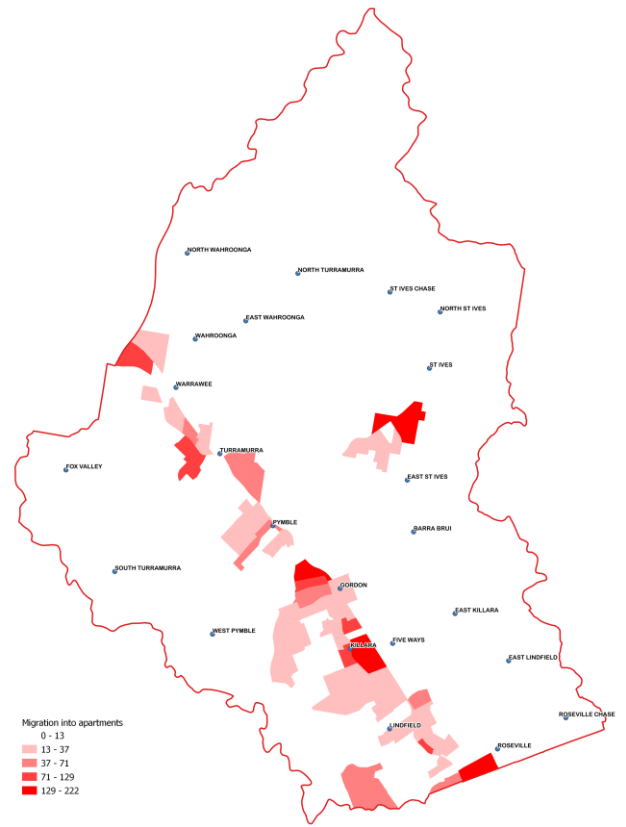 NORTH WAHROONGA
NORTH TURRAMURRA
ST IVES CHASE
NORTH ST IVES
EAST WAHROONGA
WAHROONGA
ST IVES
WARRAWEE
TURRAMURRA
FOX VALLEY
EAST ST IVES
PYMBLE
BARRA BRUI
SOUTH TURRAMURRA
GORDON
EAST KILLARA
WEST PYMBLE
FIVE WAYS
KILLARA
EAST LINDFIELD
ROSEVILLE CHASE
LINDFIELD
ROSEVILLE
Migration into apartments
0 - 13
13 - 37
37 - 71
71 - 129
129 - 222